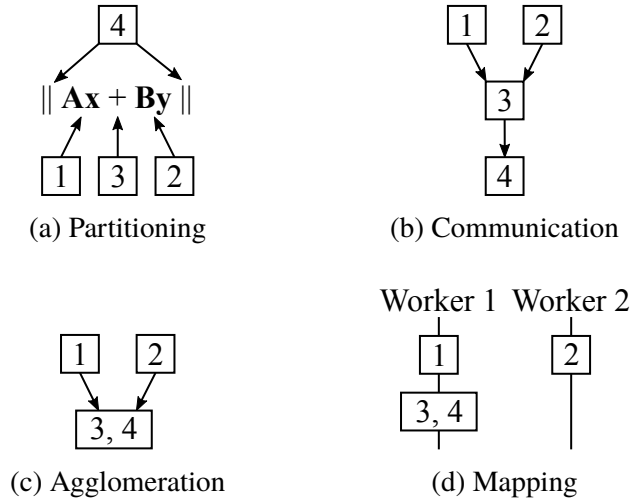 4
|| Ax + By ||
1 3 2
(a) Partitioning
1 2
3
4
(b) Communication
1 2
3, 4
(c) Agglomeration
Worker 1 Worker 2
1 2
3, 4
(d) Mapping